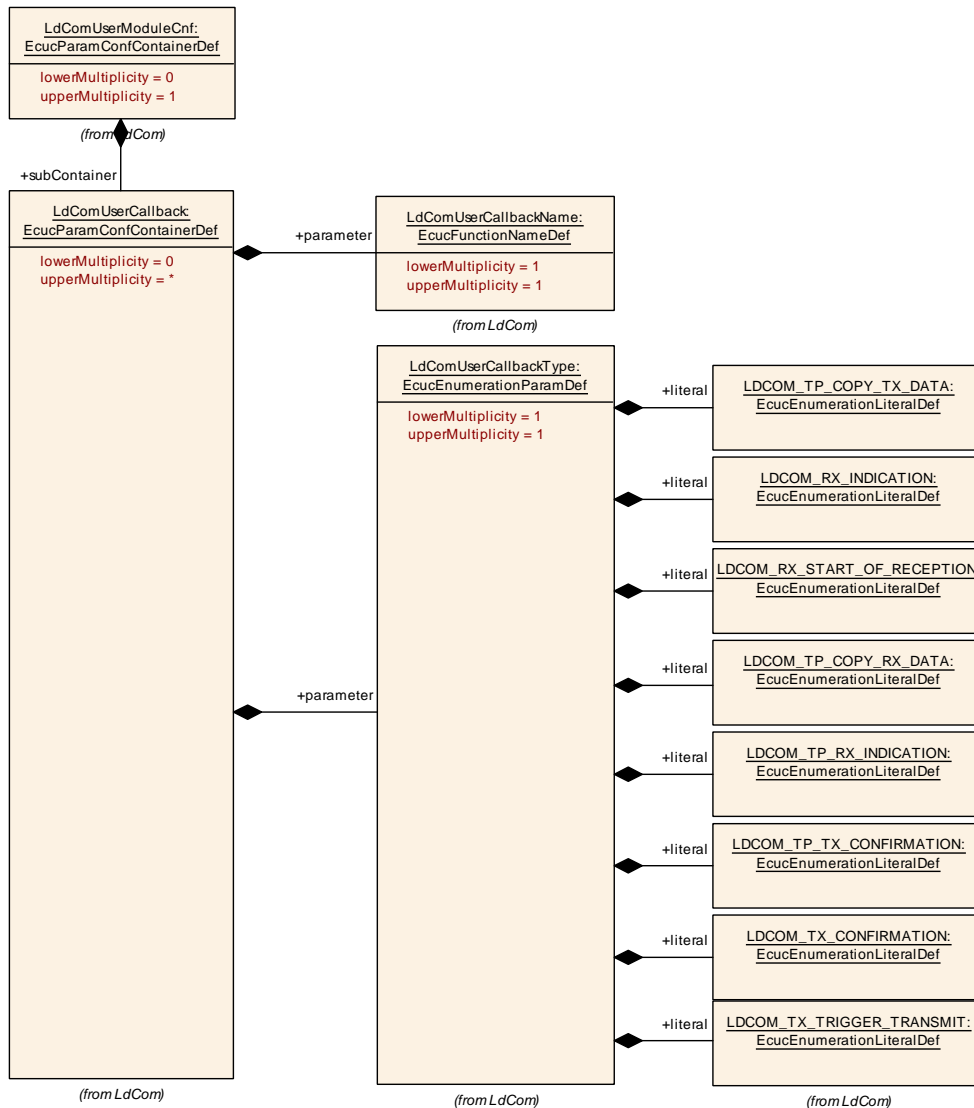 LdComUserModuleCnf:
EcucParamConfContainerDef
lowerMultiplicity = 0
upperMultiplicity = 1
(from LdCom)
+subContainer
LdComUserCallback:
EcucParamConfContainerDef
lowerMultiplicity = 0
upperMultiplicity = *
(from LdCom)
+parameter
LdComUserCallbackName:
EcucFunctionNameDef
lowerMultiplicity = 1
upperMultiplicity = 1
(from LdCom)
+parameter
LdComUserCallbackType:
EcucEnumerationParamDef
lowerMultiplicity = 1
upperMultiplicity = 1
(from LdCom)
+literal
LDCOM_TP_COPY_TX_DATA:
EcucEnumerationLiteralDef
+literal
LDCOM_RX_INDICATION:
EcucEnumerationLiteralDef
+literal
LDCOM_RX_START_OF_RECEPTION
EcucEnumerationLiteralDef
+literal
LDCOM_TP_COPY_RX_DATA:
EcucEnumerationLiteralDef
+literal
LDCOM_TP_RX_INDICATION:
EcucEnumerationLiteralDef
+literal
LDCOM_TP_TX_CONFIRMATION:
EcucEnumerationLiteralDef
+literal
LDCOM_TX_CONFIRMATION:
EcucEnumerationLiteralDef
+literal
LDCOM_TX_TRIGGER_TRANSMIT:
EcucEnumerationLiteralDef
(from LdCom)